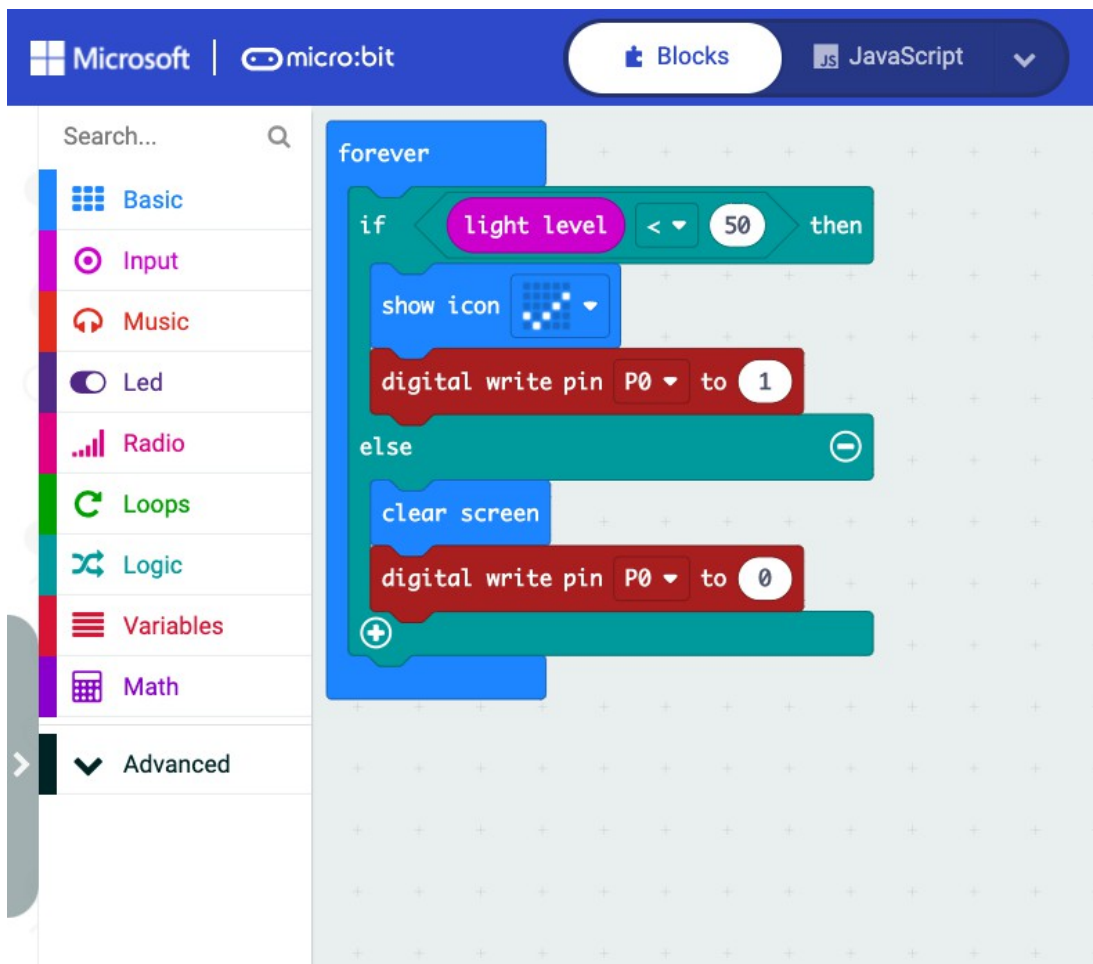 Microsoft micro:bit Blocks JS JavaScript
Search...
Basic
Input
Music
Led
Radio
Loops
Logic
Variables
Math
Advanced
forever
if light level < 50 then
show icon
digital write pin P0 to 1
else
clear screen
digital write pin P0 to 0